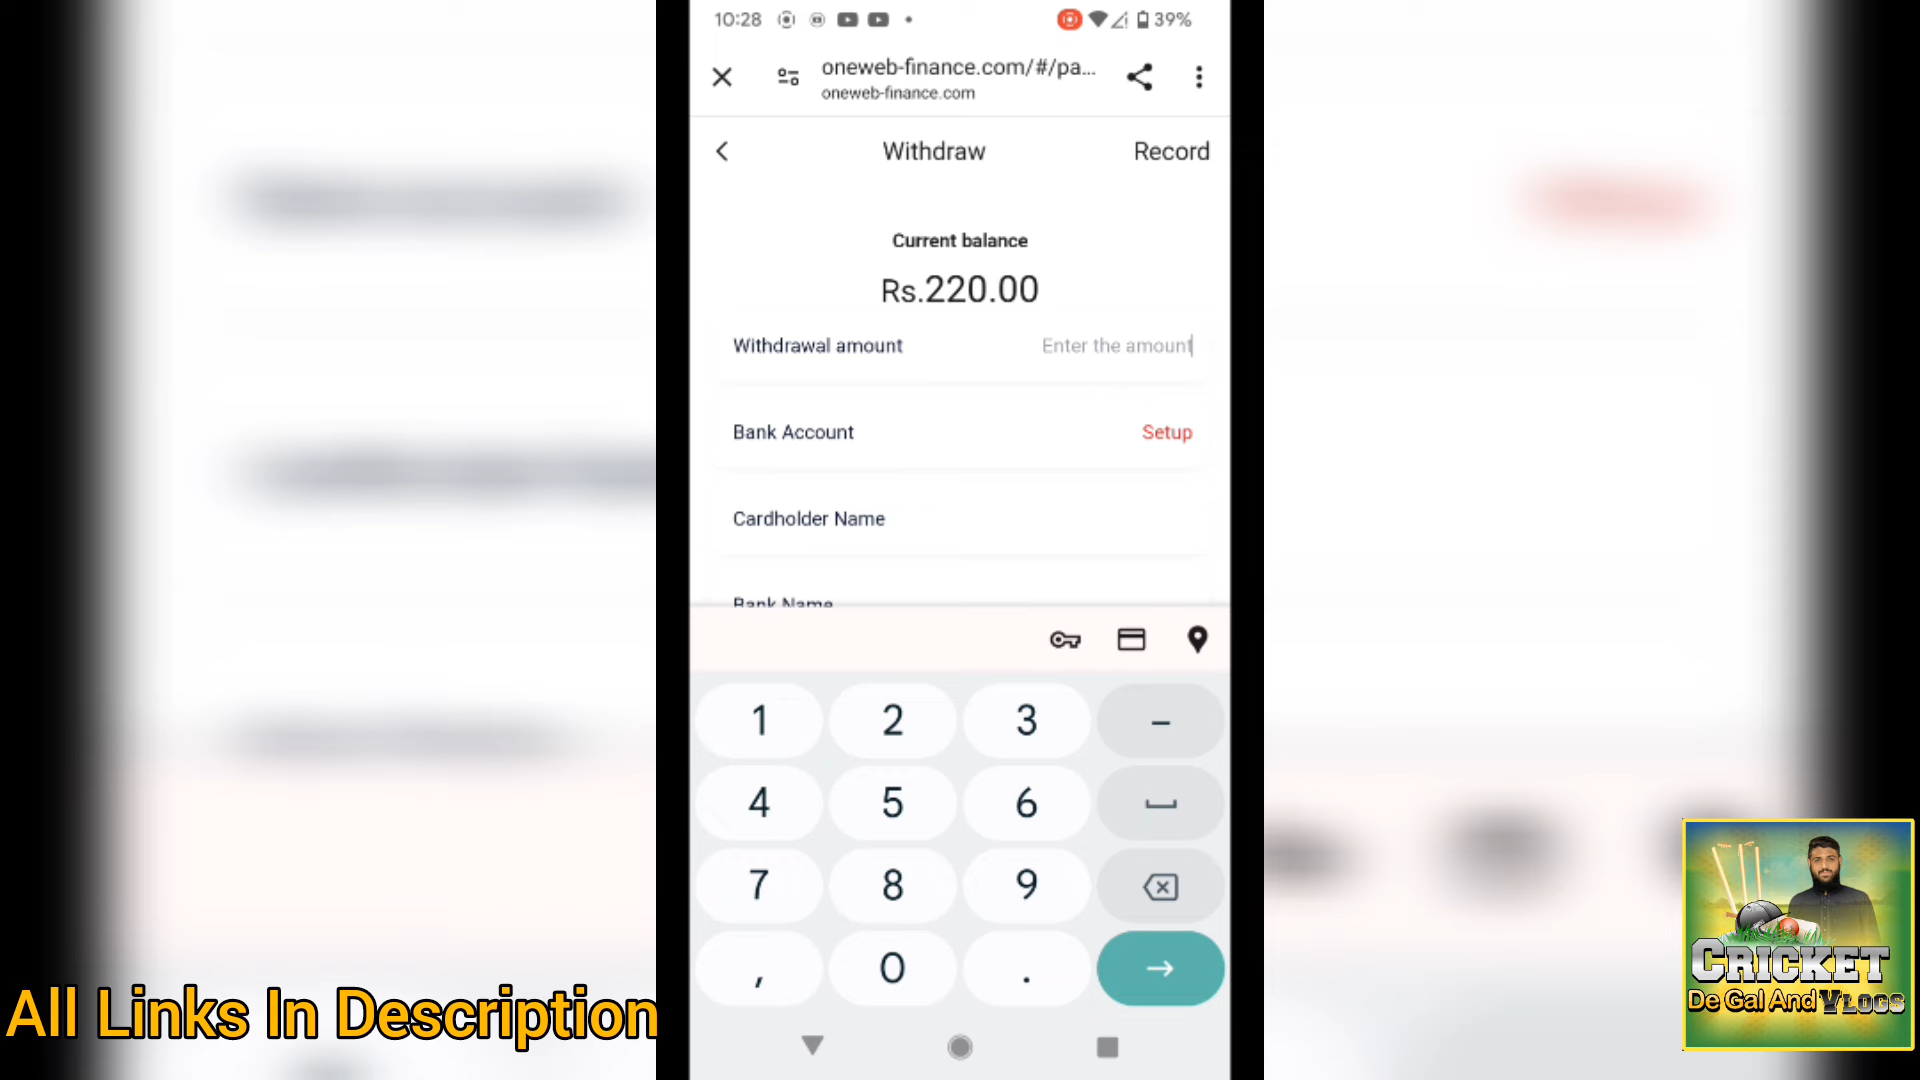 10:28
39%
oneweb-finance.com/#/pa...
oneweb-finance.com
Withdraw
Record
Current balance
Rs.220.00
Withdrawal amount
Enter the amount
Bank Account
Setup
Cardholder Name
Bank Name
1 2 3 –
4 5 6
7 8 9
, 0 .
All Links In Description
CRICKET
De Gal And VLOGS